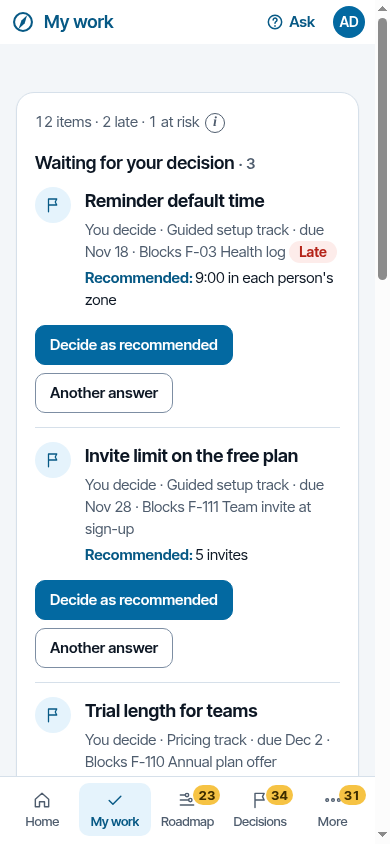 My work
Ask
AD
12 items · 2 late · 1 at risk i
Waiting for your decision · 3
Reminder default time
You decide · Guided setup track · due
Nov 18 · Blocks F-03 Health log Late
Recommended: 9:00 in each person's
zone
Decide as recommended
Another answer
Invite limit on the free plan
You decide · Guided setup track · due
Nov 28 · Blocks F-111 Team invite at
sign-up
Recommended: 5 invites
Decide as recommended
Another answer
Trial length for teams
You decide · Pricing track · due Dec 2 ·
Blocks F-110 Annual plan offer
23
34
31
Home
My work
Roadmap
Decisions
More